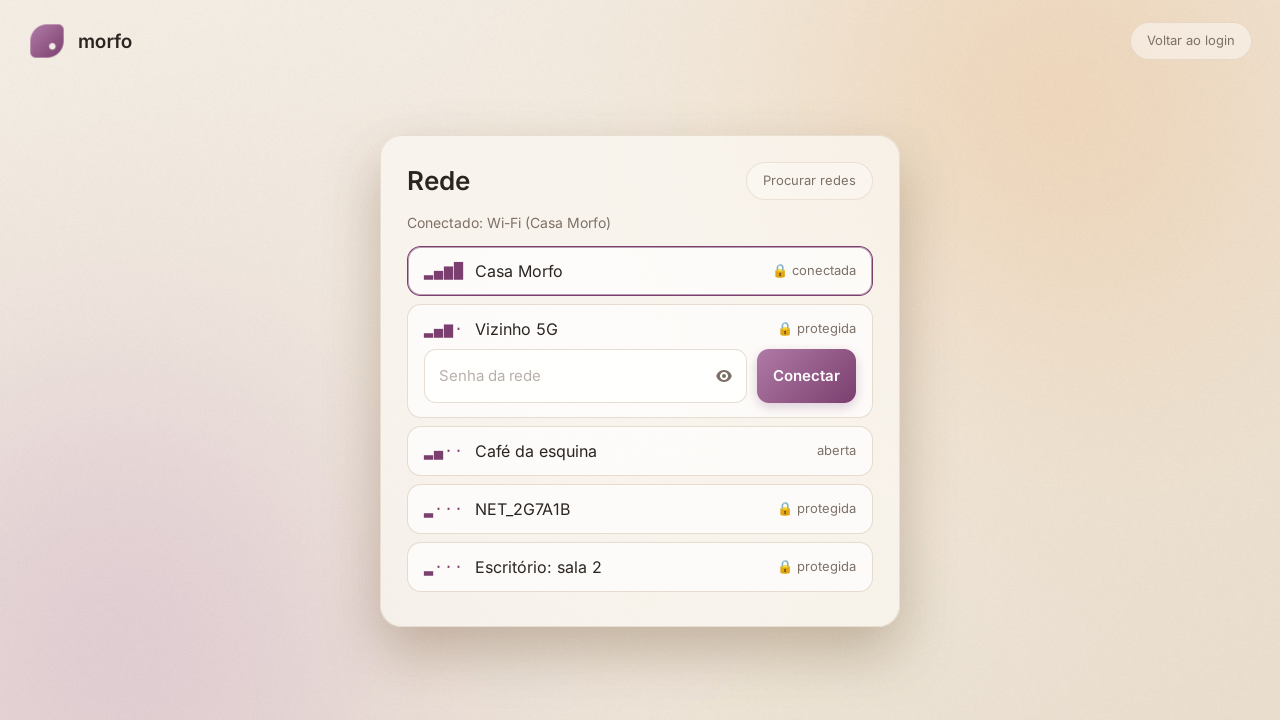 morfo
Voltar ao login
Rede
Procurar redes
Conectado: Wi-Fi (Casa Morfo)
Casa Morfo
🔒 conectada
Vizinho 5G
🔒 protegida
Senha da rede
Conectar
Café da esquina
aberta
NET_2G7A1B
🔒 protegida
Escritório: sala 2
🔒 protegida